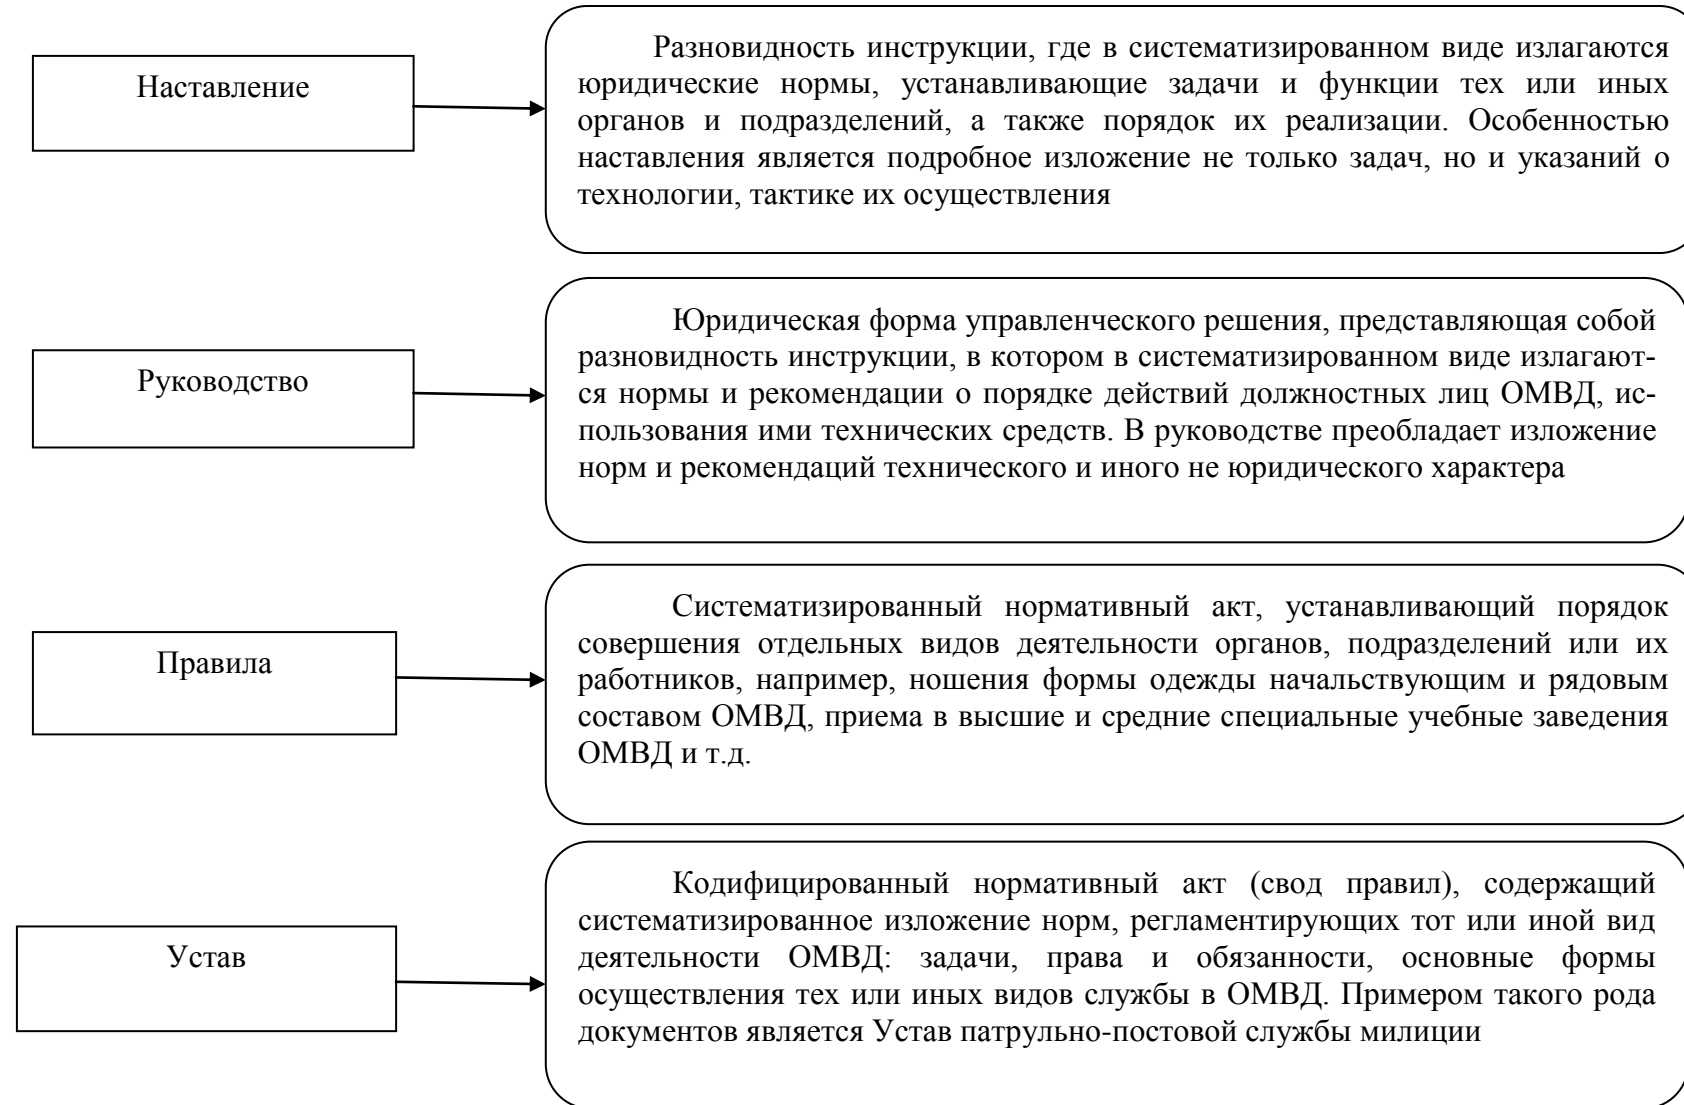 Наставление
Разновидность инструкции, где в систематизированном виде излагаются
юридические нормы, устанавливающие задачи и функции тех или иных
органов и подразделений, а также порядок их реализации. Особенностью
наставления является подробное изложение не только задач, но и указаний о
технологии, тактике их осуществления
Руководство
Юридическая форма управленческого решения, представляющая собой
разновидность инструкции, в котором в систематизированном виде излагают-
ся нормы и рекомендации о порядке действий должностных лиц ОМВД, ис-
пользования ими технических средств. В руководстве преобладает изложение
норм и рекомендаций технического и иного не юридического характера
Правила
Систематизированный нормативный акт, устанавливающий порядок
совершения отдельных видов деятельности органов, подразделений или их
работников, например, ношения формы одежды начальствующим и рядовым
составом ОМВД, приема в высшие и средние специальные учебные заведения
ОМВД и т.д.
Устав
Кодифицированный нормативный акт (свод правил), содержащий
систематизированное изложение норм, регламентирующих тот или иной вид
деятельности ОМВД: задачи, права и обязанности, основные формы
осуществления тех или иных видов службы в ОМВД. Примером такого рода
документов является Устав патрульно-постовой службы милиции